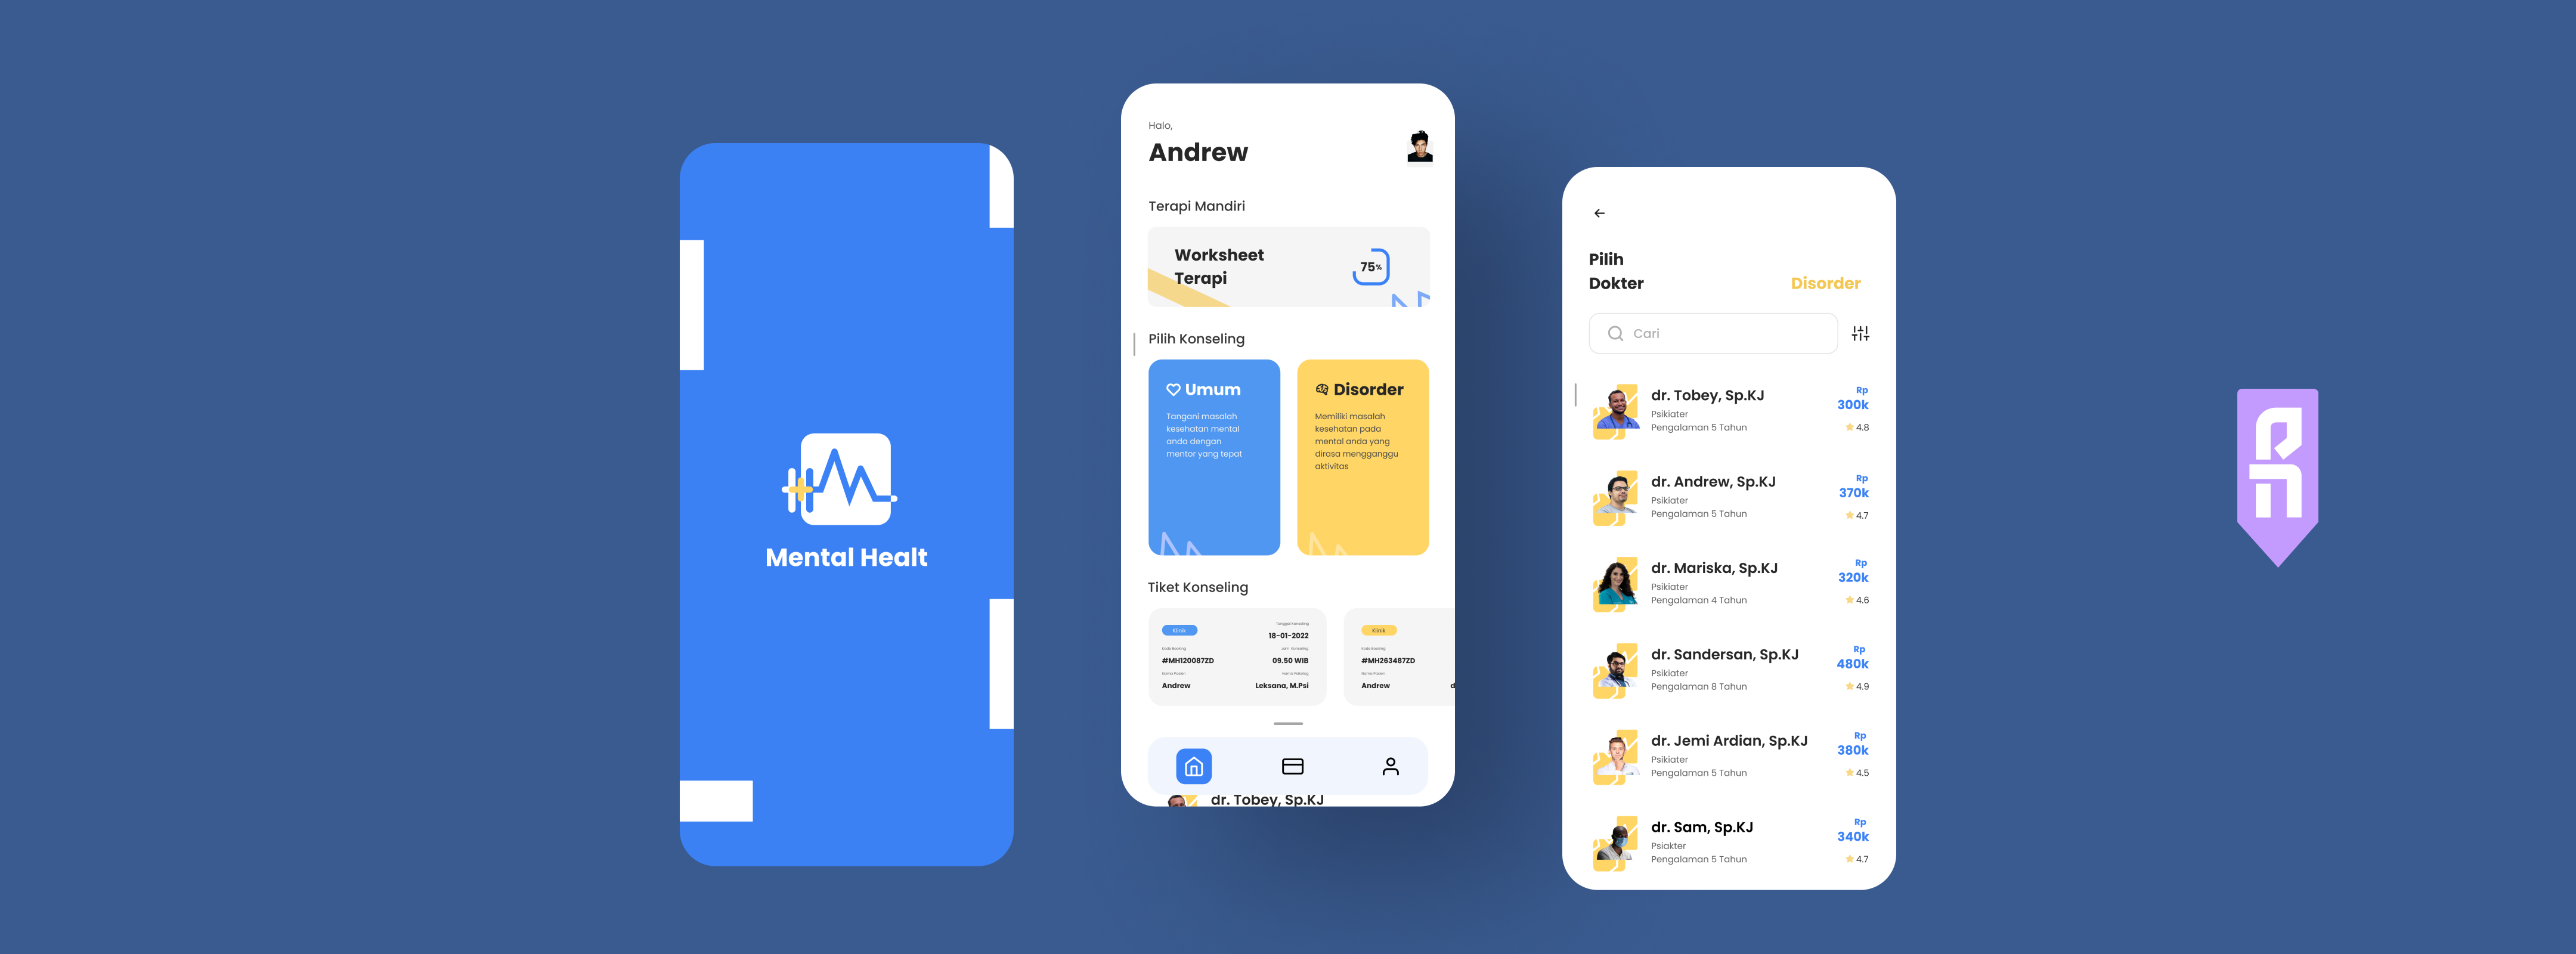 Mental Healt
Halo,
Andrew
Terapi Mandiri
Worksheet
Terapi
75%
Pilih Konseling
Umum
Tangani masalah
kesehatan mental
anda dengan
mentor yang tepat
Disorder
Memiliki masalah
kesehatan pada
mental anda yang
dirasa mengganggu
aktivitas
Tiket Konseling
Klinik
Tanggal Konseling
18-01-2022
Kode Booking
Jam Konseling
#MH120087ZD
09.50 WIB
Nama Pasien
Nama Psikolog
Andrew
Leksana, M.Psi
Klinik
Kode Booking
#MH263487ZD
Nama Pasien
Andrew
d
dr. Tobey, Sp.KJ
Pilih
Dokter
Disorder
Cari
dr. Tobey, Sp.KJ
Psikiater
Pengalaman 5 Tahun
Rp
300k
4.8
dr. Andrew, Sp.KJ
Psikiater
Pengalaman 5 Tahun
Rp
370k
4.7
dr. Mariska, Sp.KJ
Psikiater
Pengalaman 4 Tahun
Rp
320k
4.6
dr. Sandersan, Sp.KJ
Psikiater
Pengalaman 8 Tahun
Rp
480k
4.9
dr. Jemi Ardian, Sp.KJ
Psikiater
Pengalaman 5 Tahun
Rp
380k
4.5
dr. Sam, Sp.KJ
Psiakter
Pengalaman 5 Tahun
Rp
340k
4.7